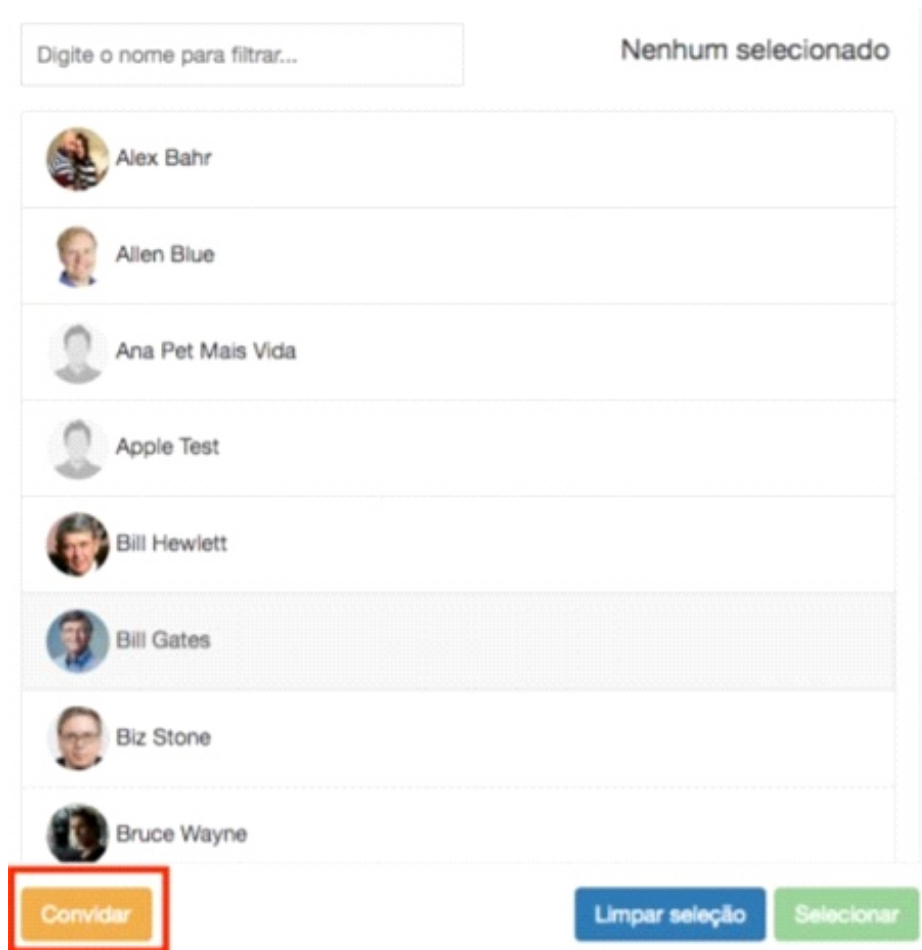 Digite o nome para filtrar...
Nenhum selecionado
Alex Bahr
Allen Blue
Ana Pet Mais Vida
Apple Test
Bill Hewlett
Bill Gates
Biz Stone
Bruce Wayne
Convidar
Limpar seleção
Selecionar